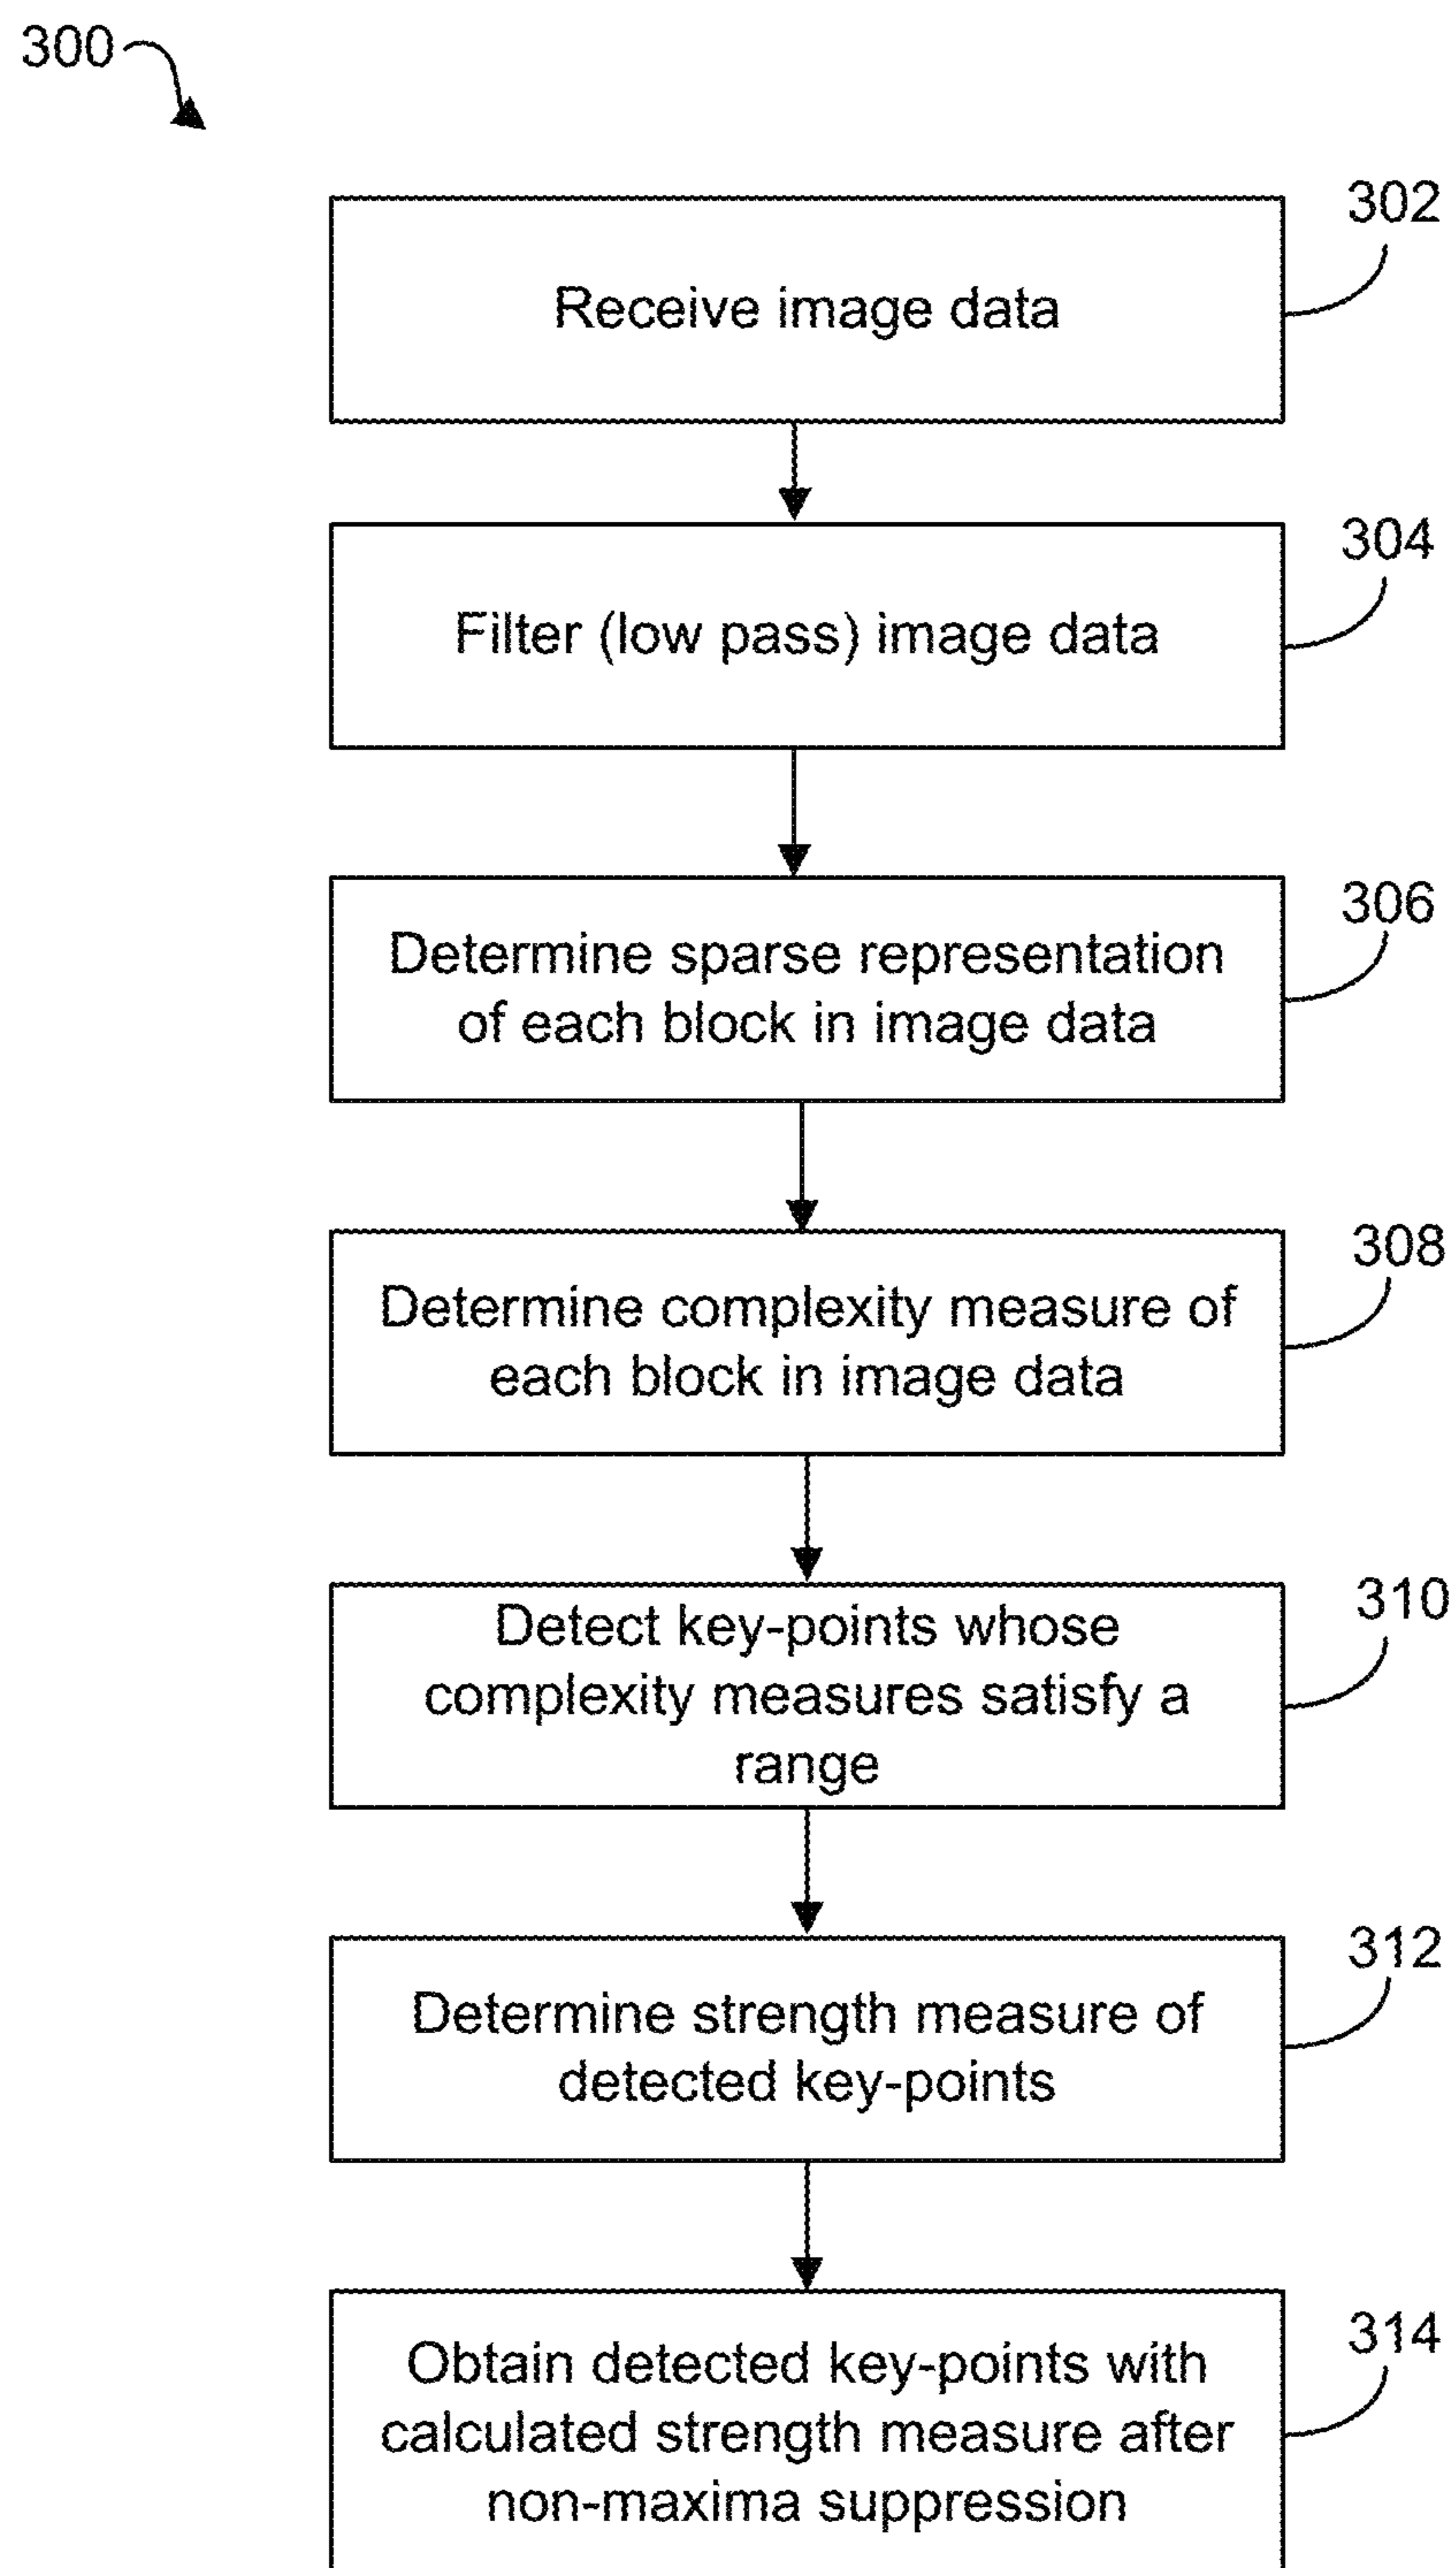 300
302
Receive image data
304
Filter (low pass) image data
306
Determine sparse representation
of each block in image data
308
Determine complexity measure of
each block in image data
310
Detect key-points whose
complexity measures satisfy a
range
312
Determine strength measure of
detected key-points
314
Obtain detected key-points with
calculated strength measure after
non-maxima suppression